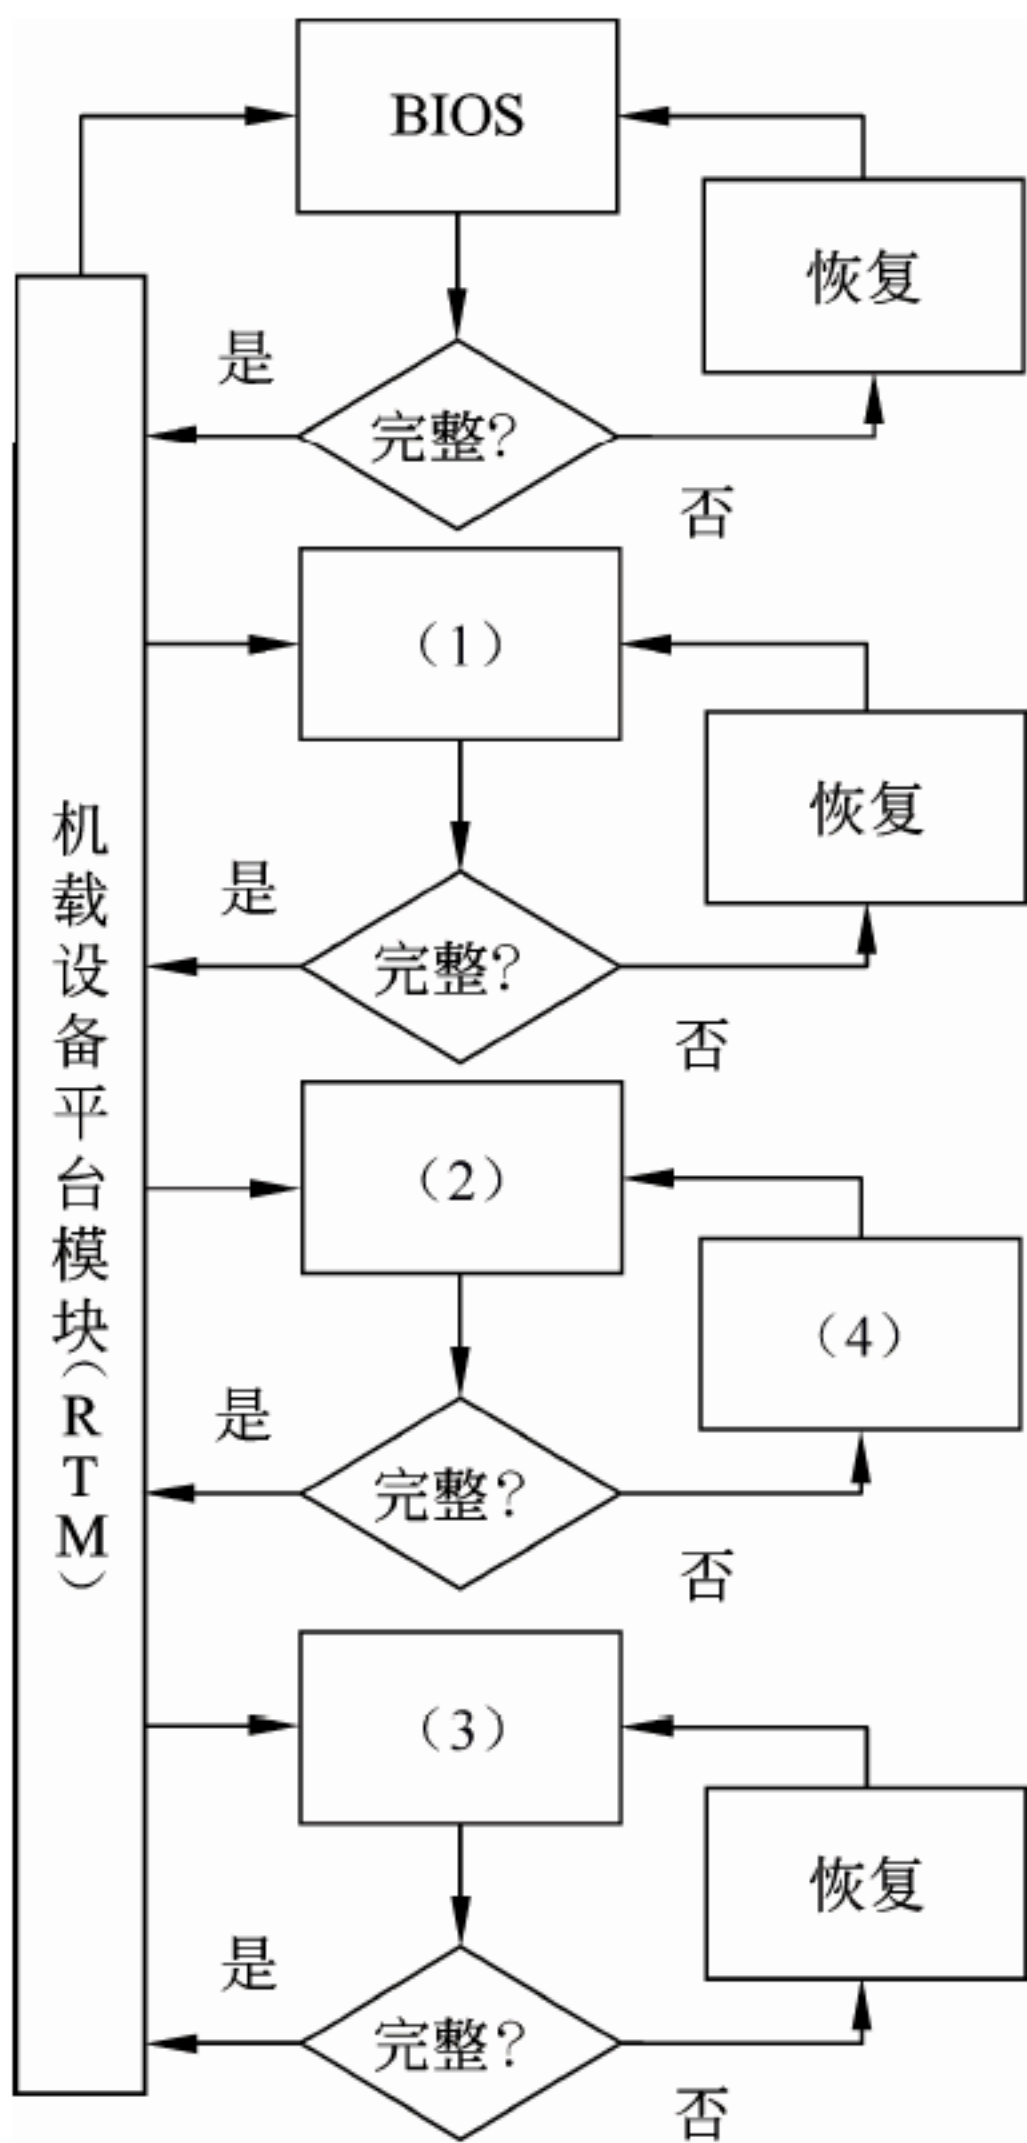 BIOS
恢复
是
完整?
否
(1)
恢复
是
完整?
否
机载设备平台模块(RTM)
(2)
(4)
是
完整?
否
(3)
恢复
是
完整?
否